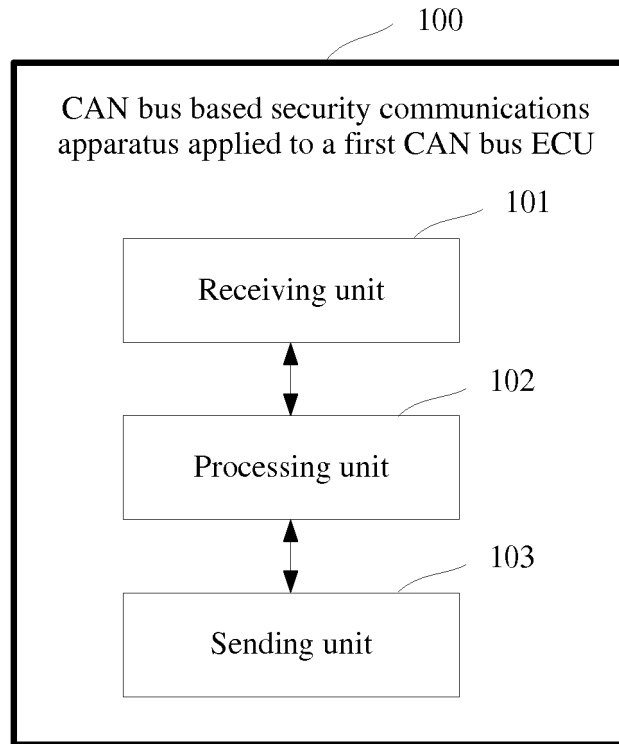 100
CAN bus based security communications
apparatus applied to a first CAN bus ECU
101
Receiving unit
102
Processing unit
103
Sending unit